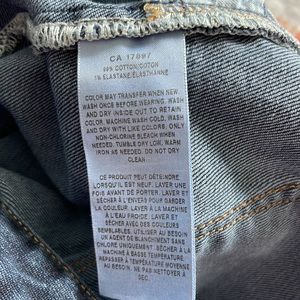 CA 17897
99% COTTON/COTON
1% ELASTANE/ELASTHANNE
COLOR MAY TRANSFER WHEN NEW.
WASH ONCE BEFORE WEARING. WASH
AND DRY INSIDE OUT TO RETAIN
COLOR. MACHINE WASH COLD. WASH
AND DRY WITH LIKE COLORS, ONLY
NON-CHLORINE BLEACH WHEN
NEEDED. TUMBLE DRY LOW, WARM
IRON AS NEEDED. DO NOT DRY
CLEAN
CE PRODUIT PEUT DÉTEINDRE
LORSQU'IL EST NEUF. LAVER UNE
FOIS AVANT DE PORTER. LAVER ET
SÉCHER À L'ENVERS POUR GARDER
LA COULEUR. LAVER À LA MACHINE
À L'EAU FROIDE. LAVER ET
SÉCHER AVEC DES COULEURS
SEMBLABLES. UTILISER AU BESOIN
UN AGENT DE BLANCHIMENT SANS
CHLORE UNIQUEMENT. SÉCHER À
BASSE TEMPÉRATURE. REPASSER
À TEMPÉRATURE MOYENNE
AU BESOIN. NE PAS NETTOYER À
SEC.